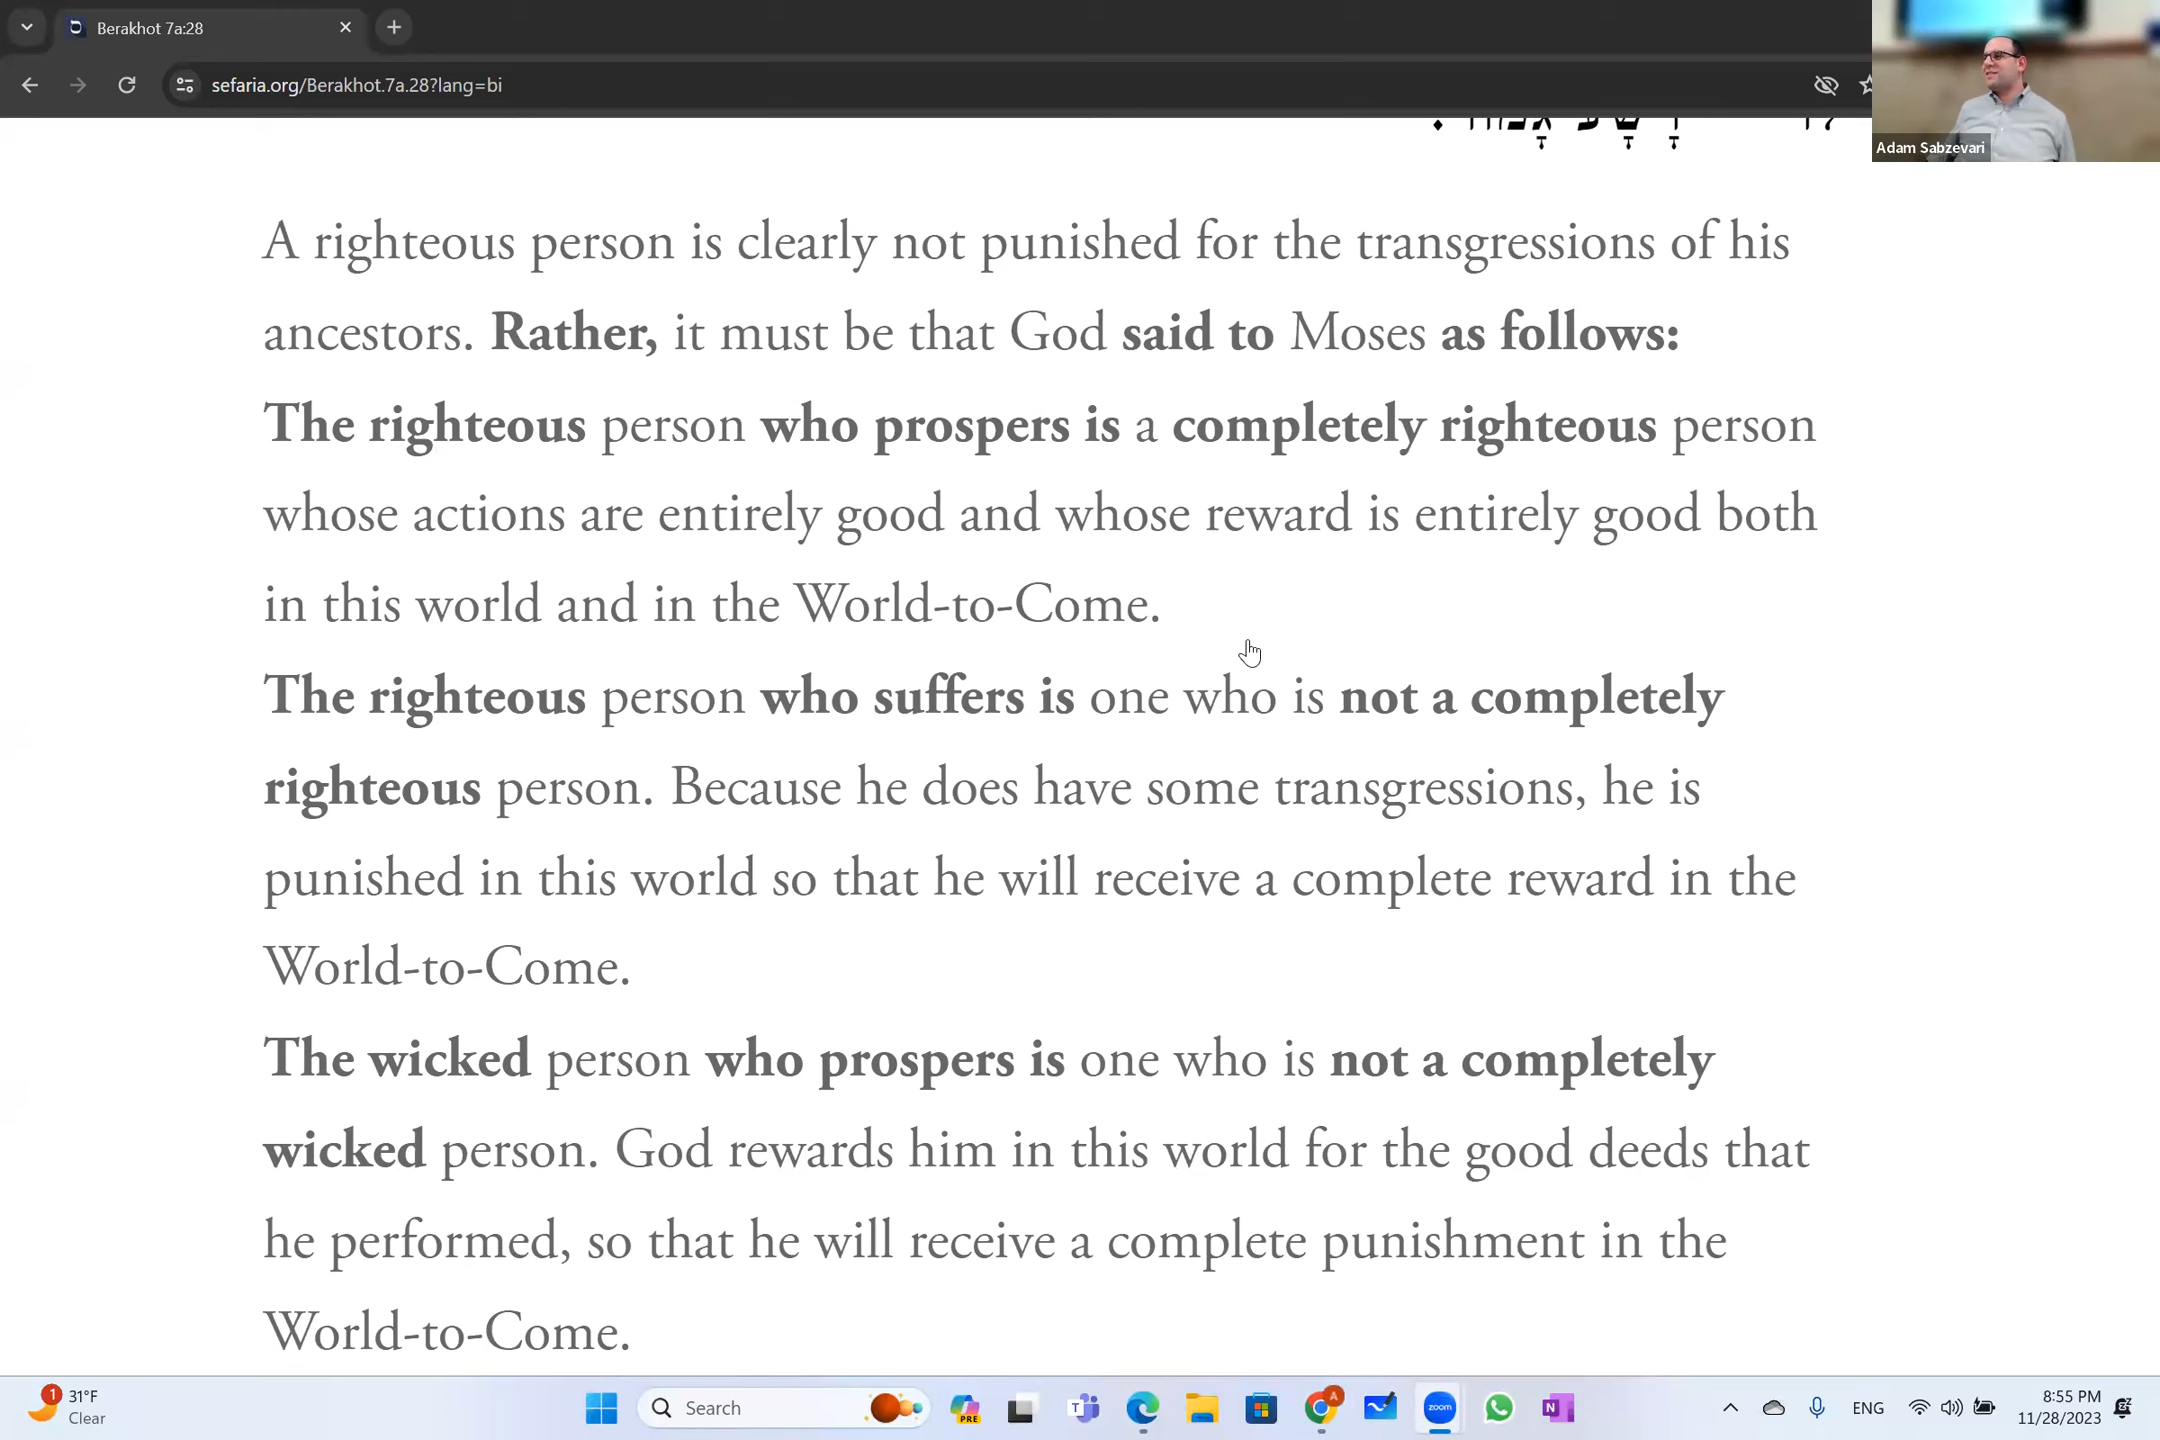 Berakhot 7a:28
sefaria.org/Berakhot.7a.28?lang=bi
Adam Sabzevari
A righteous person is clearly not punished for the transgressions of his
ancestors. Rather, it must be that God said to Moses as follows:
The righteous person who prospers is a completely righteous person
whose actions are entirely good and whose reward is entirely good both
in this world and in the World-to-Come.
The righteous person who suffers is one who is not a completely
righteous person. Because he does have some transgressions, he is
punished in this world so that he will receive a complete reward in the
World-to-Come.
The wicked person who prospers is one who is not a completely
wicked person. God rewards him in this world for the good deeds that
he performed, so that he will receive a complete punishment in the
World-to-Come.
1
31°F
Clear
Search
PRE
T
A
zoom
N
ENG
8:55 PM
11/28/2023